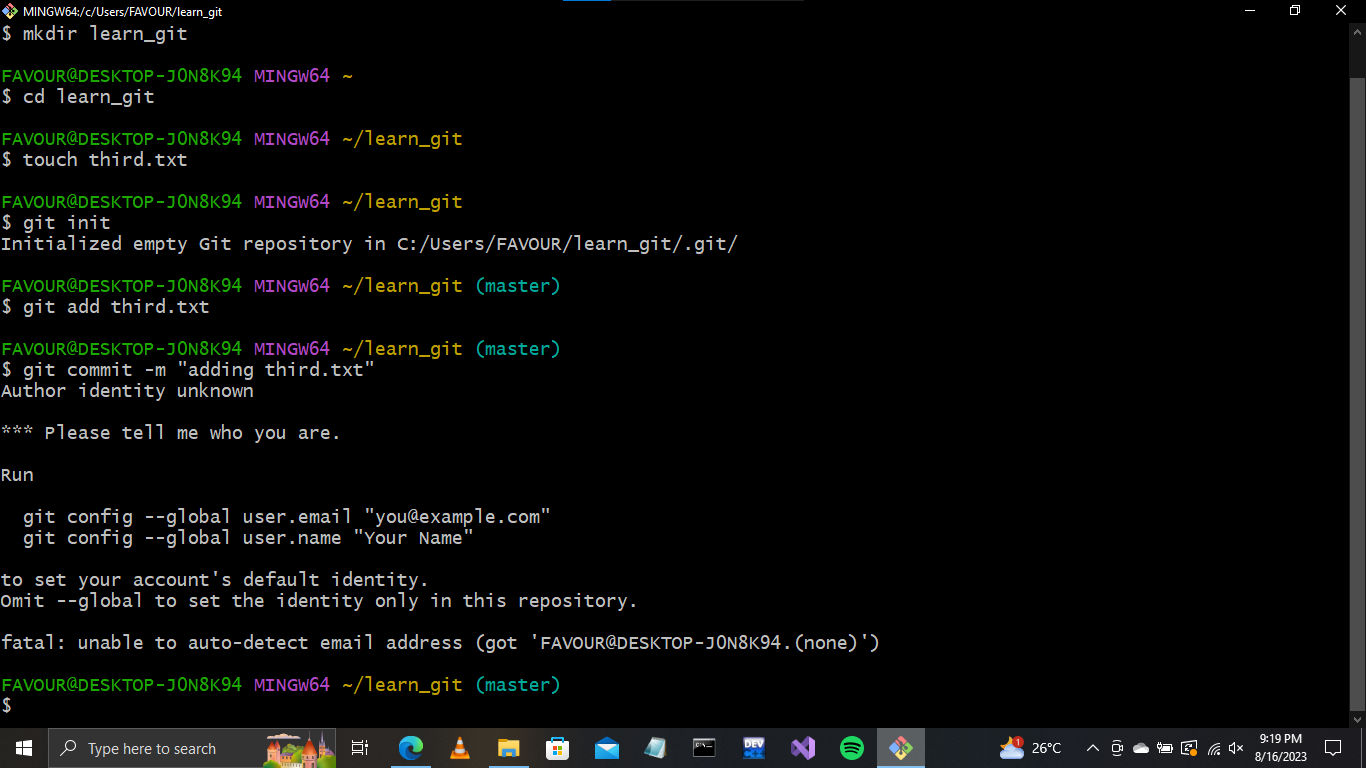 MINGW64:/c/Users/FAVOUR/learn_git
$ mkdir learn_git
FAVOUR@DESKTOP-J0N8K94 MINGW64 ~
$ cd learn_git
FAVOUR@DESKTOP-J0N8K94 MINGW64 ~/learn_git
$ touch third.txt
FAVOUR@DESKTOP-J0N8K94 MINGW64 ~/learn_git
$ git init
Initialized empty Git repository in C:/Users/FAVOUR/learn_git/.git/
FAVOUR@DESKTOP-J0N8K94 MINGW64 ~/learn_git (master)
$ git add third.txt
FAVOUR@DESKTOP-J0N8K94 MINGW64 ~/learn_git (master)
$ git commit -m "adding third.txt"
Author identity unknown
*** Please tell me who you are.
Run
  git config --global user.email "you@example.com"
  git config --global user.name "Your Name"
to set your account's default identity.
Omit --global to set the identity only in this repository.
fatal: unable to auto-detect email address (got 'FAVOUR@DESKTOP-J0N8K94.(none)')
FAVOUR@DESKTOP-J0N8K94 MINGW64 ~/learn_git (master)
$
Type here to search
DEV
1
26°C
9:19 PM
8/16/2023